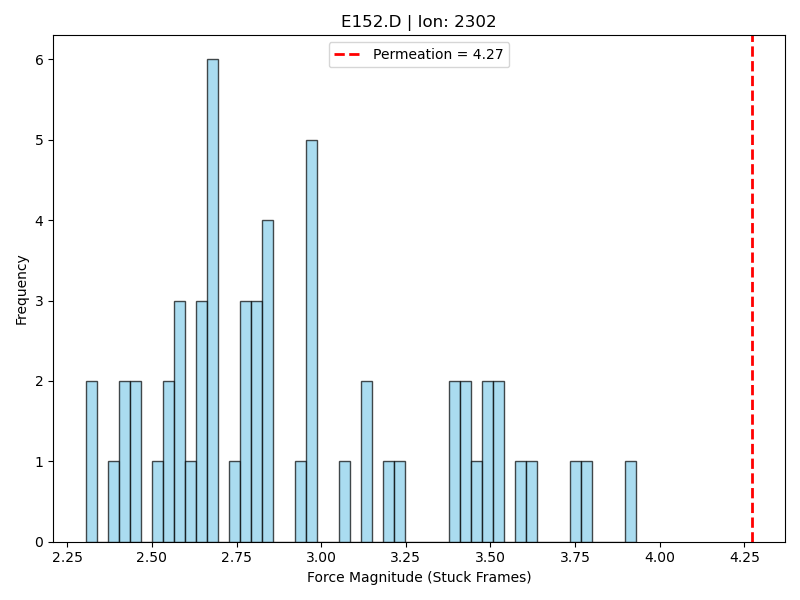 E152.D | Ion: 2302
Permeation = 4.27
6
5
4
3
2
1
0
Frequency
2.25 2.50 2.75 3.00 3.25 3.50 3.75 4.00 4.25
Force Magnitude (Stuck Frames)